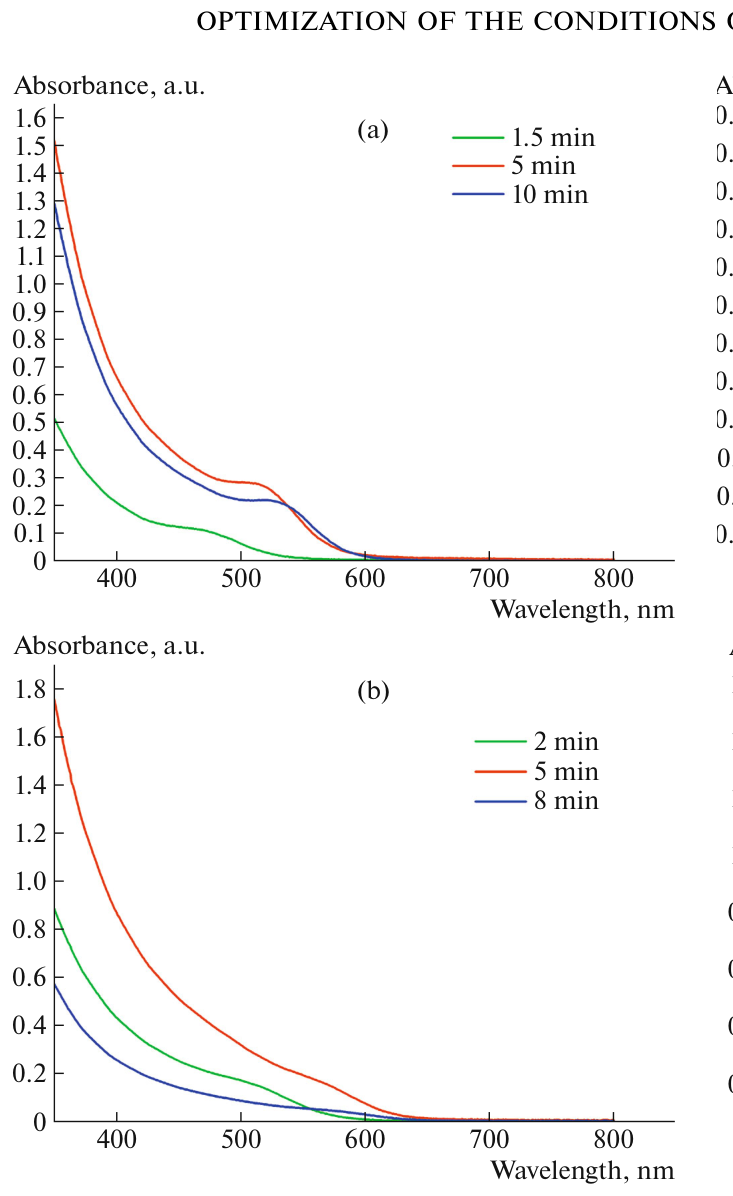 OPTIMIZATION OF THE CONDITIONS
Absorbance, a.u.
(a)
1.5 min
5 min
10 min
1.6
1.5
1.4
1.3
1.2
1.1
1.0
0.9
0.8
0.7
0.6
0.5
0.4
0.3
0.2
0.1
0
400 500 600 700 800
Wavelength, nm
Absorbance, a.u.
(b)
2 min
5 min
8 min
1.8
1.6
1.4
1.2
1.0
0.8
0.6
0.4
0.2
0
400 500 600 700 800
Wavelength, nm